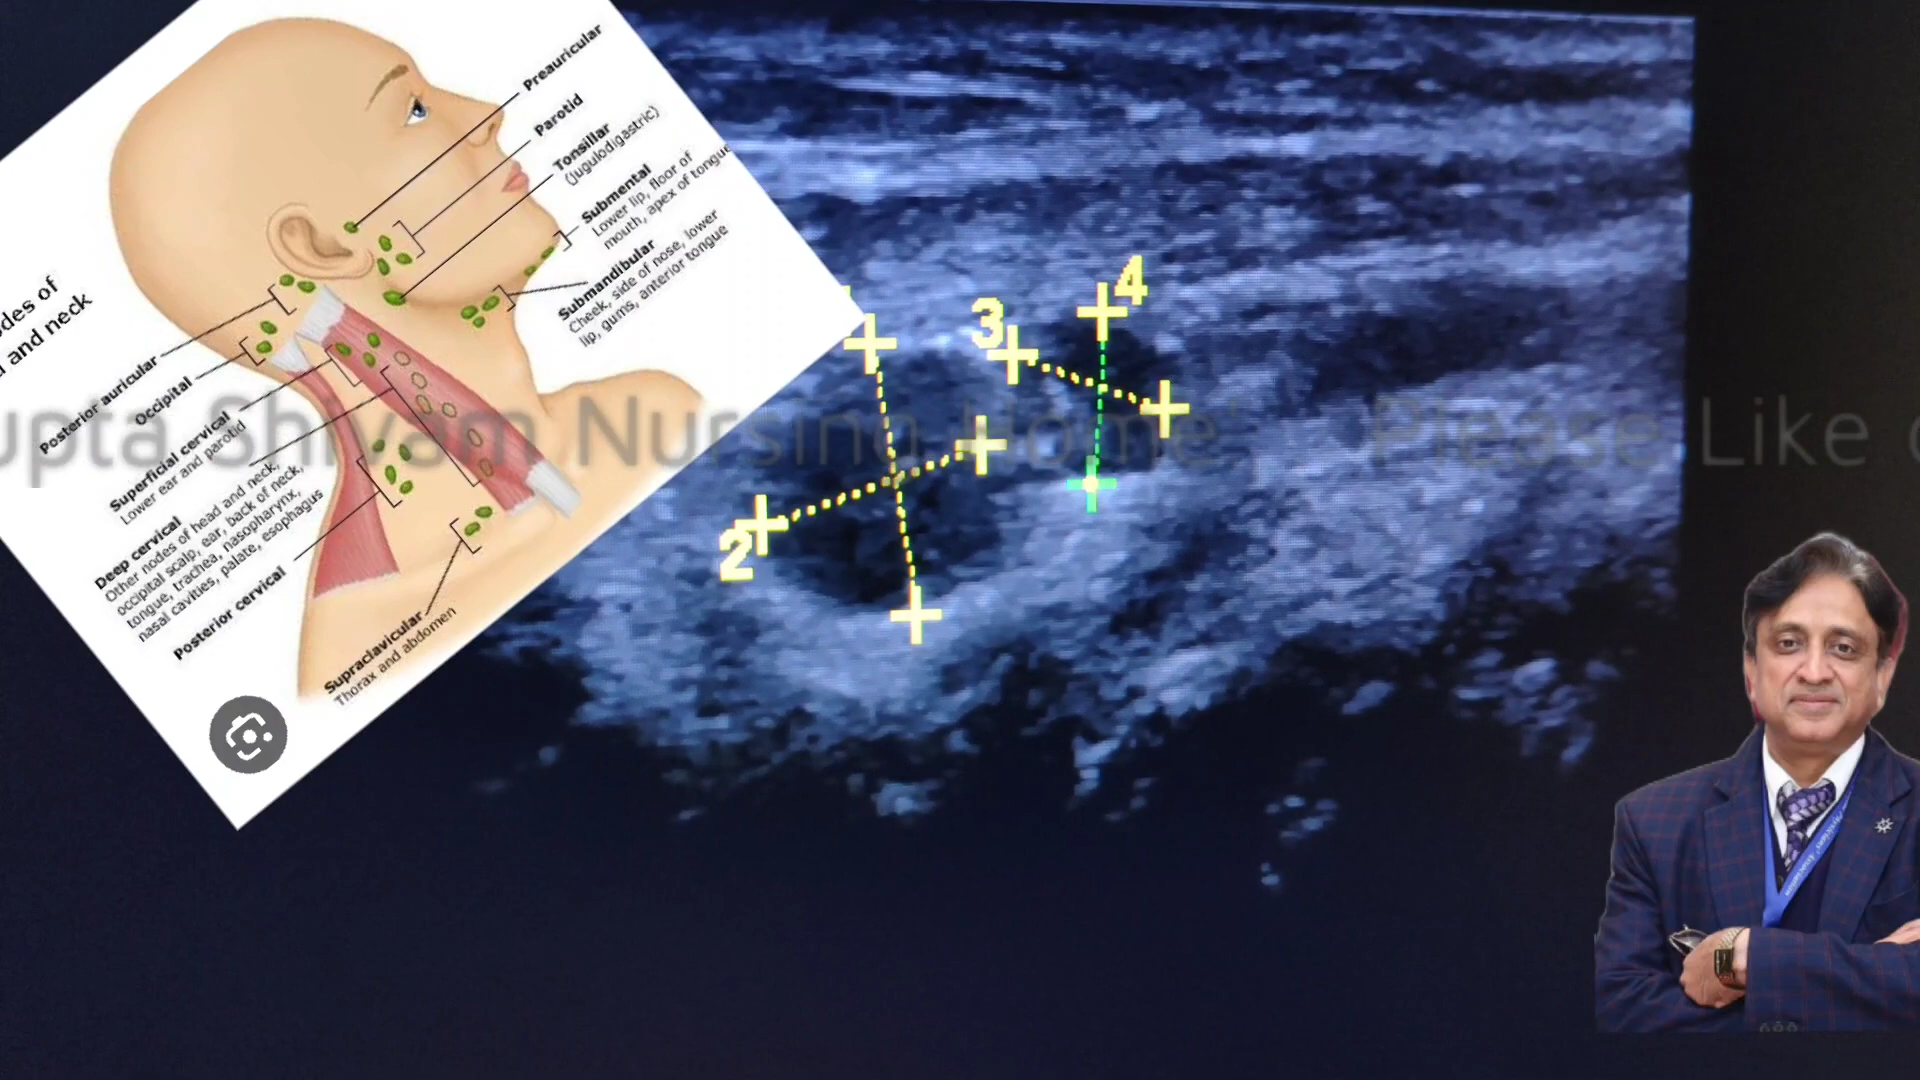 des of
and neck
Preauricular
Parotid
Tonsillar
(jugulodigastric)
Submental
Lower lip, floor of
mouth, apex of tongue
Submandibular
Cheek, side of nose, lower
lip, gums, anterior tongue
Posterior auricular
Occipital
Superficial cervical
Lower ear and parotid
Deep cervical
Other nodes of head and neck,
occipital scalp, ear, back of neck,
tongue, trachea, nasopharynx,
nasal cavities, palate, esophagus
Posterior cervical
Supraclavicular
Thorax and abdomen
upta Shivam Nursing Home' Please Like
2
3
4